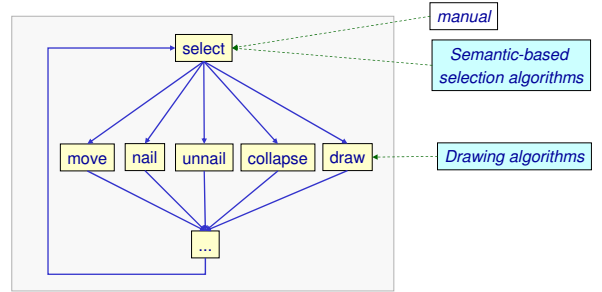 manual
select
Semantic-based
selection algorithms
move
nail
unnail
collapse
draw
Drawing algorithms
...